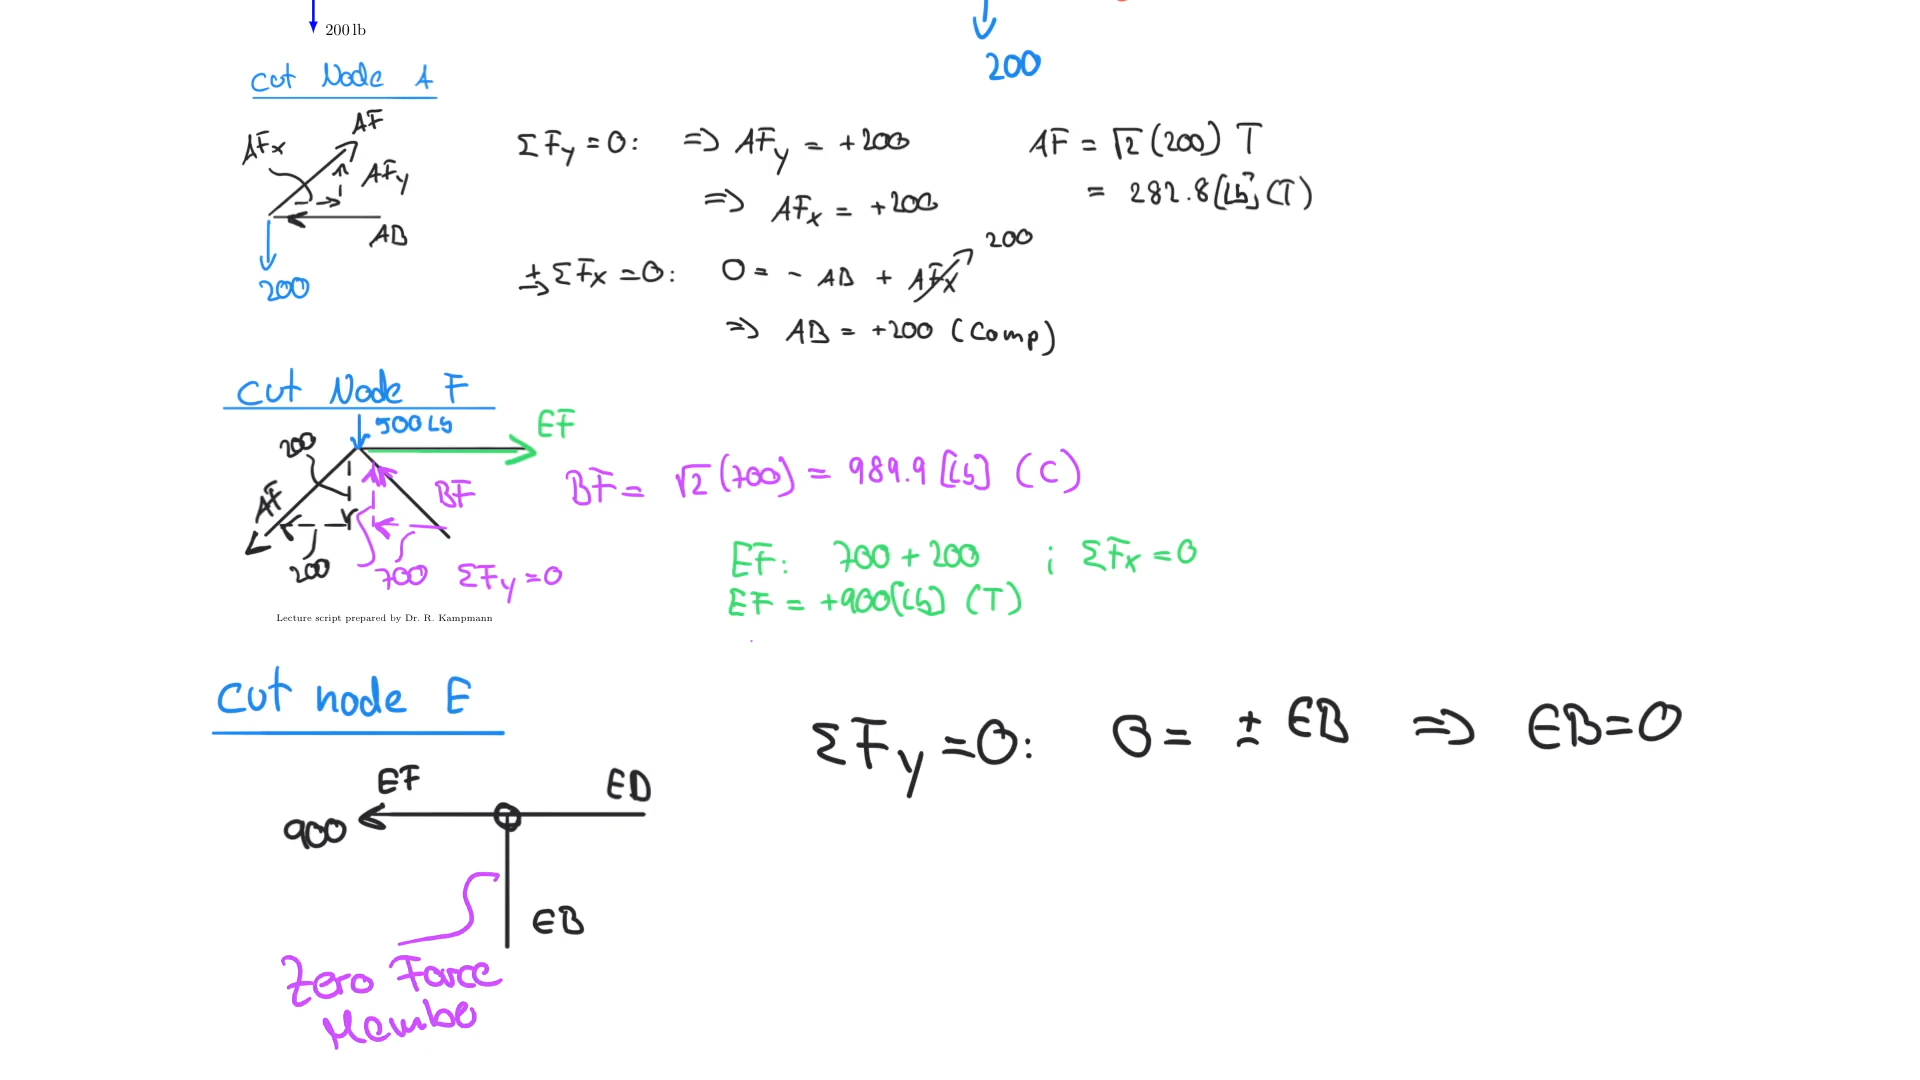 200 lb
200
Cut Node A
AF
AFx
AFy
AB
200
ΣFy = 0: => AFy = +200
=> AFx = +200
AF = √2 (200) T
= 282.8 [Lb] (T)
+→ ΣFx = 0: 0 = - AB + AFx 200
=> AB = +200 (Comp)
Cut Node F
500 Lb
EF
200
AF
BF
200
700 ΣFy = 0
BF = √2 (700) = 989.9 [Lb] (C)
EF: 700 + 200 ; ΣFx = 0
EF = +900 [Lb] (T)
Lecture script prepared by Dr. R. Kampmann
Cut node E
EF
ED
900
EB
Zero Force
Membe
ΣFy = 0: 0 = ± EB => EB = 0